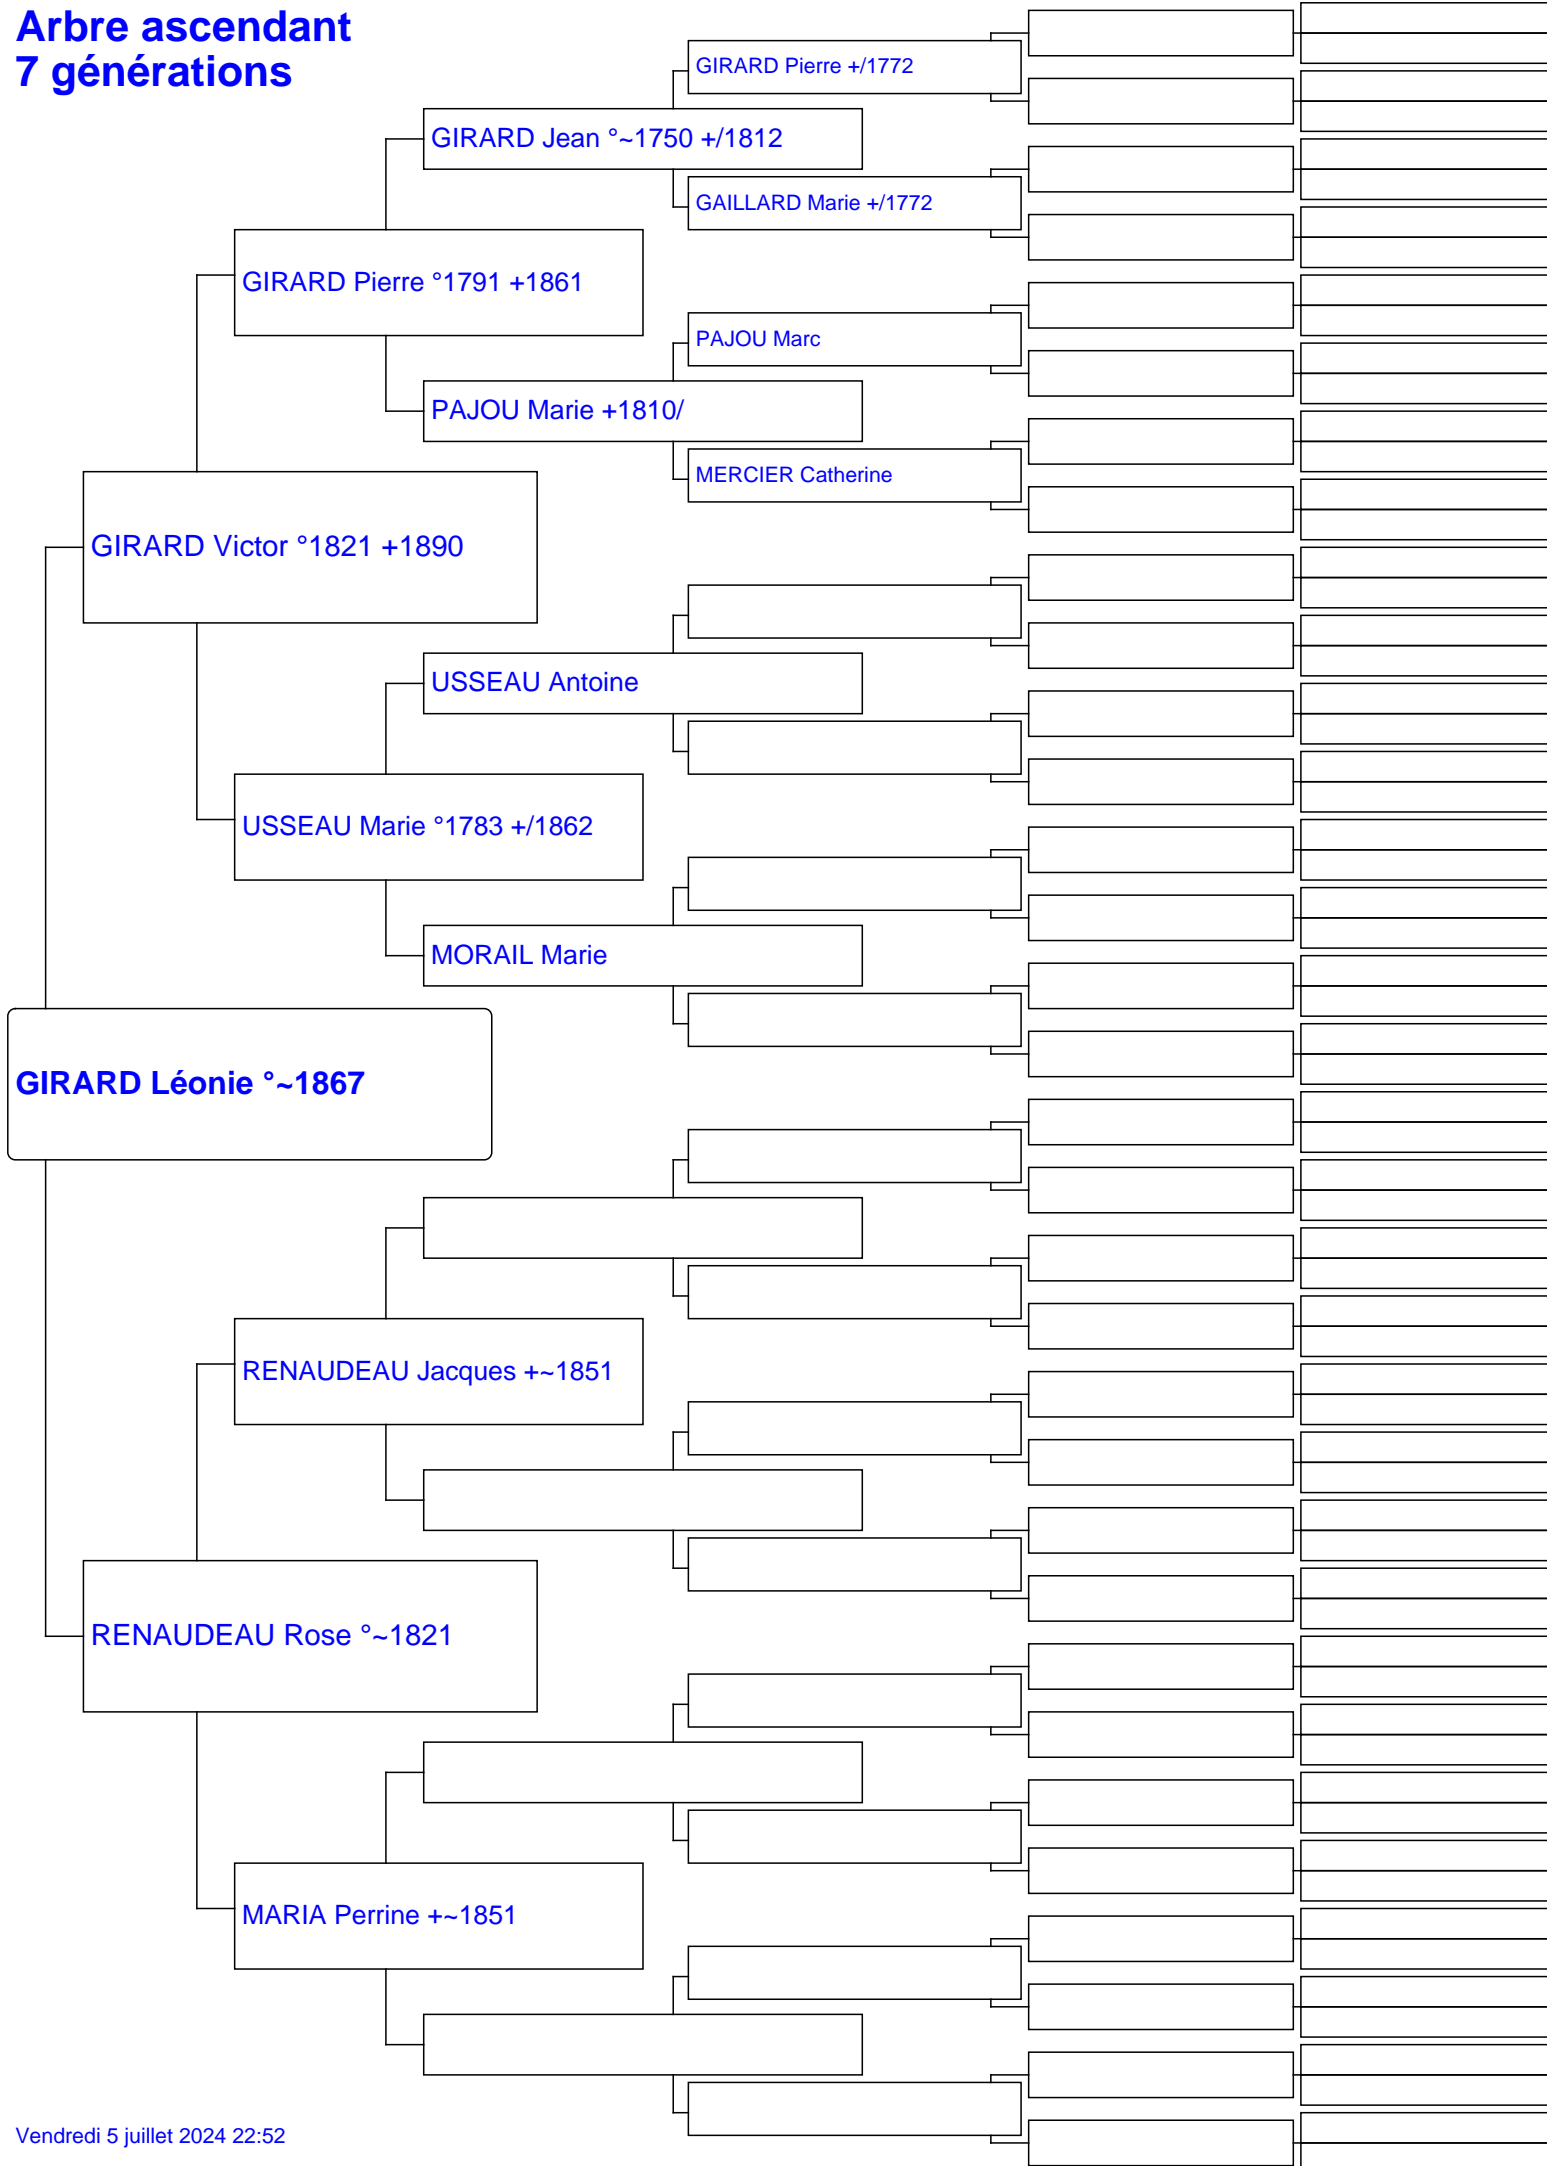 Arbre ascendant
7 générations
GIRARD Pierre +/1772
GIRARD Jean °~1750 +/1812
GAILLARD Marie +/1772
GIRARD Pierre °1791 +1861
PAJOU Marc
PAJOU Marie +1810/
MERCIER Catherine
GIRARD Victor °1821 +1890
USSEAU Antoine
USSEAU Marie °1783 +/1862
MORAIL Marie
GIRARD Léonie °~1867
RENAUDEAU Jacques +~1851
RENAUDEAU Rose °~1821
MARIA Perrine +~1851
Vendredi 5 juillet 2024 22:52